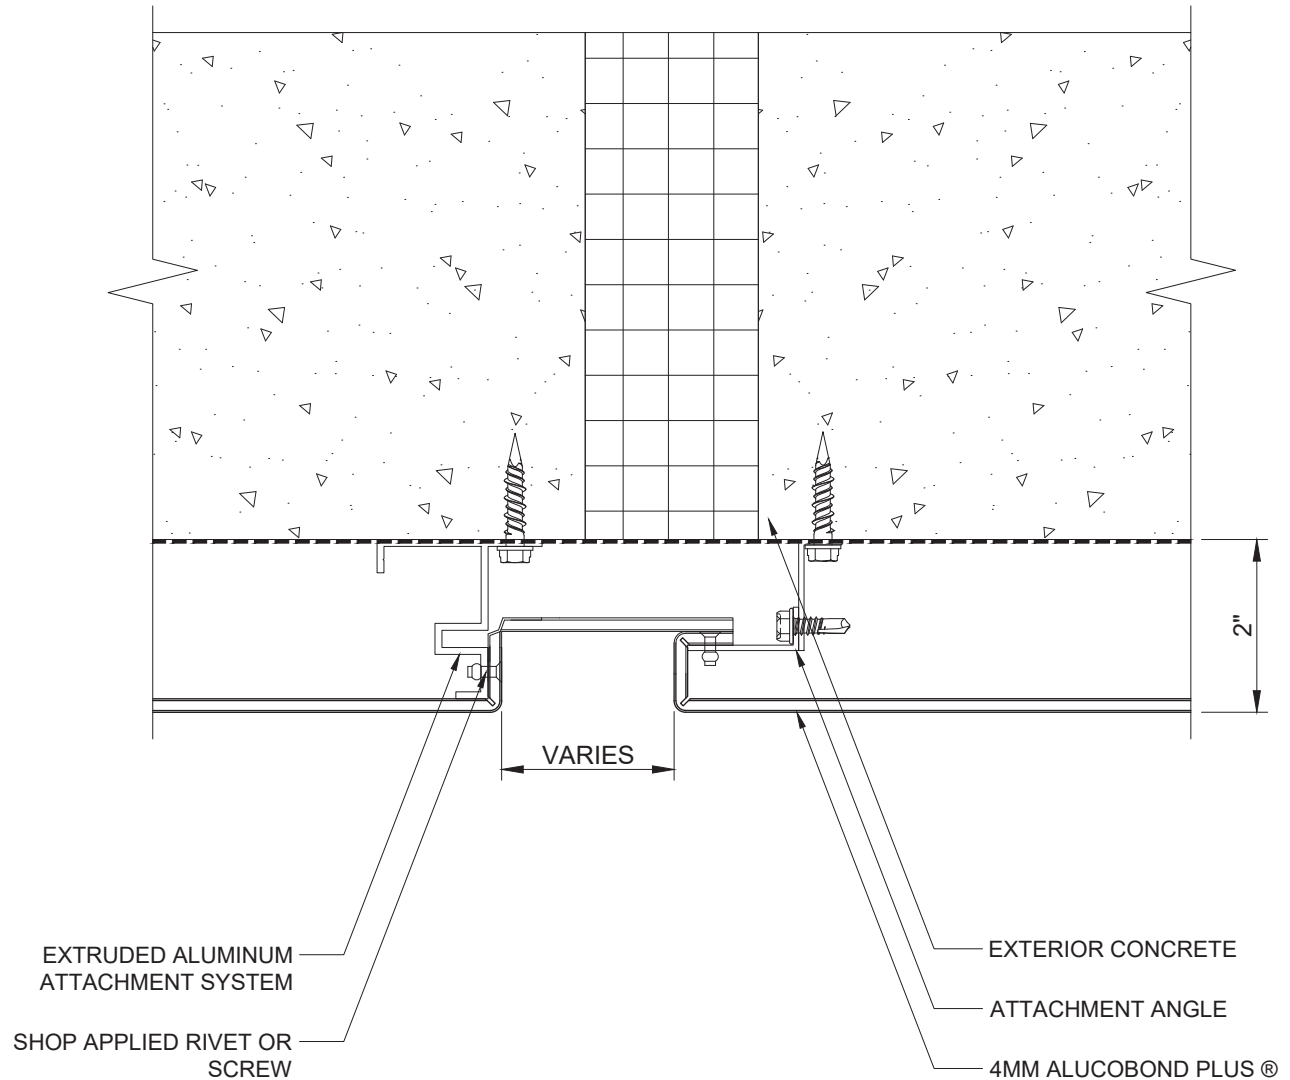 2"
VARIES
EXTRUDED ALUMINUM
ATTACHMENT SYSTEM
SHOP APPLIED RIVET OR
SCREW
EXTERIOR CONCRETE
ATTACHMENT ANGLE
4MM ALUCOBOND PLUS ®